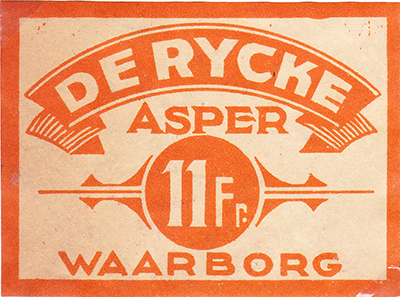 DE RYCKE
ASPER
11 Fr.
WAARBORG